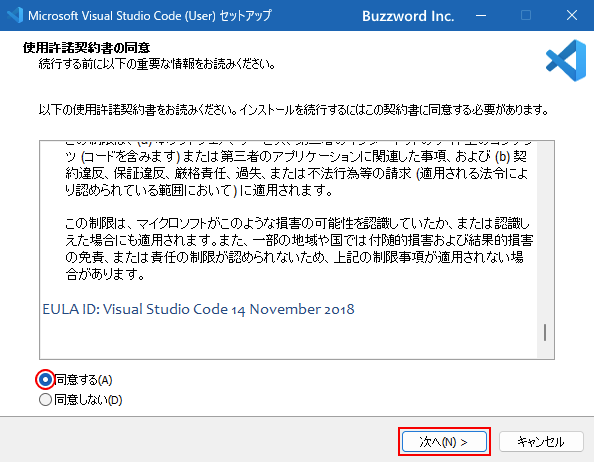 Microsoft Visual Studio Code (User) セットアップ Buzzword Inc.
使用許諾契約書の同意
続行する前に以下の重要な情報をお読みください。
以下の使用許諾契約書をお読みください。インストールを続行するにはこの契約書に同意する必要があります。
ツ (コードを含みます) または第三者のアプリケーションに関連した事項、および (b) 契
約違反、保証違反、厳格責任、過失、または不法行為等の請求 (適用される法令によ
り認められている範囲において) に適用されます。
この制限は、マイクロソフトがこのような損害の可能性を認識していたか、または認識し
えた場合にも適用されます。また、一部の地域や国では付随的損害および結果的損害
の免責、または責任の制限が認められないため、上記の制限事項が適用されない場
合があります。
EULA ID: Visual Studio Code 14 November 2018
同意する(A)
同意しない(D)
次へ(N) > キャンセル